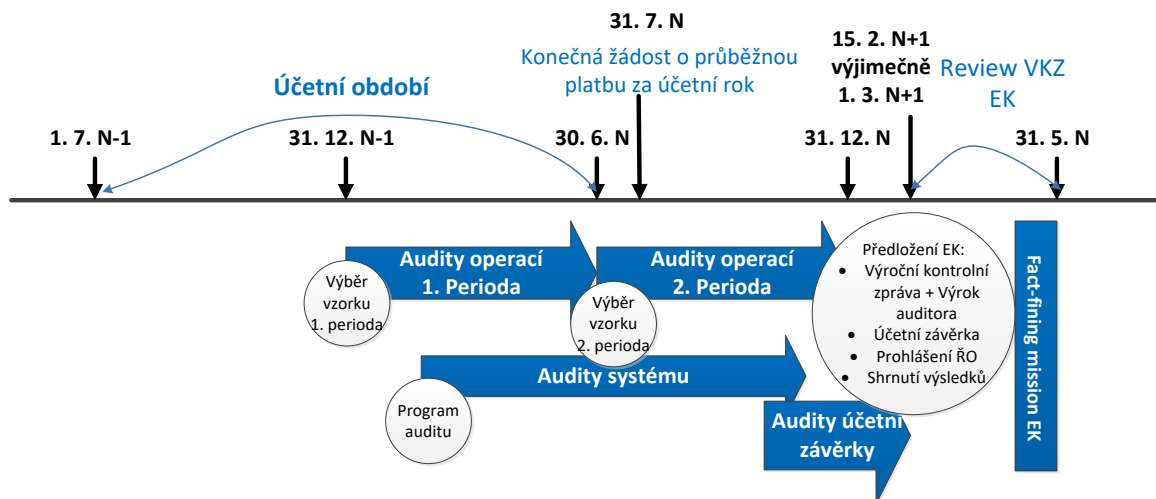 31. 7. N
Konečná žádost o průběžnou
platbu za účetní rok
15. 2. N+1
výjimečně
1. 3. N+1
Review VKZ
EK
Účetní období
1. 7. N-1
31. 12. N-1
30. 6. N
31. 12. N
31. 5. N
Audity operací
1. Perioda
Audity operací
2. Perioda
Výběr
vzorku
1. perioda
Výběr
vzorku
2. perioda
Předložení EK:
• Výroční kontrolní
zpráva + Výrok
auditora
• Účetní závěrka
• Prohlášení ŘO
• Shrnutí výsledků
Fact-fining mission EK
Audity systému
Program
auditu
Audity účetní
závěrky